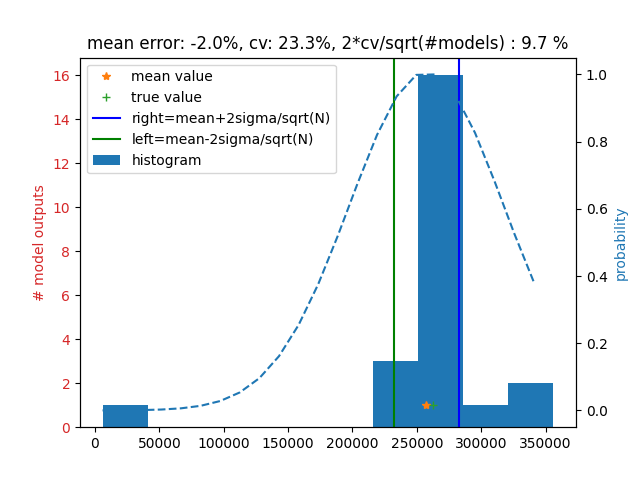 mean error: -2.0%, cv: 23.3%, 2*cv/sqrt(#models) : 9.7 %
mean value
true value
right=mean+2sigma/sqrt(N)
left=mean-2sigma/sqrt(N)
histogram
# model outputs
16
14
12
10
8
6
4
2
0
1.0
0.8
0.6
0.4
0.2
0.0
probability
0
50000
100000
150000
200000
250000
300000
350000